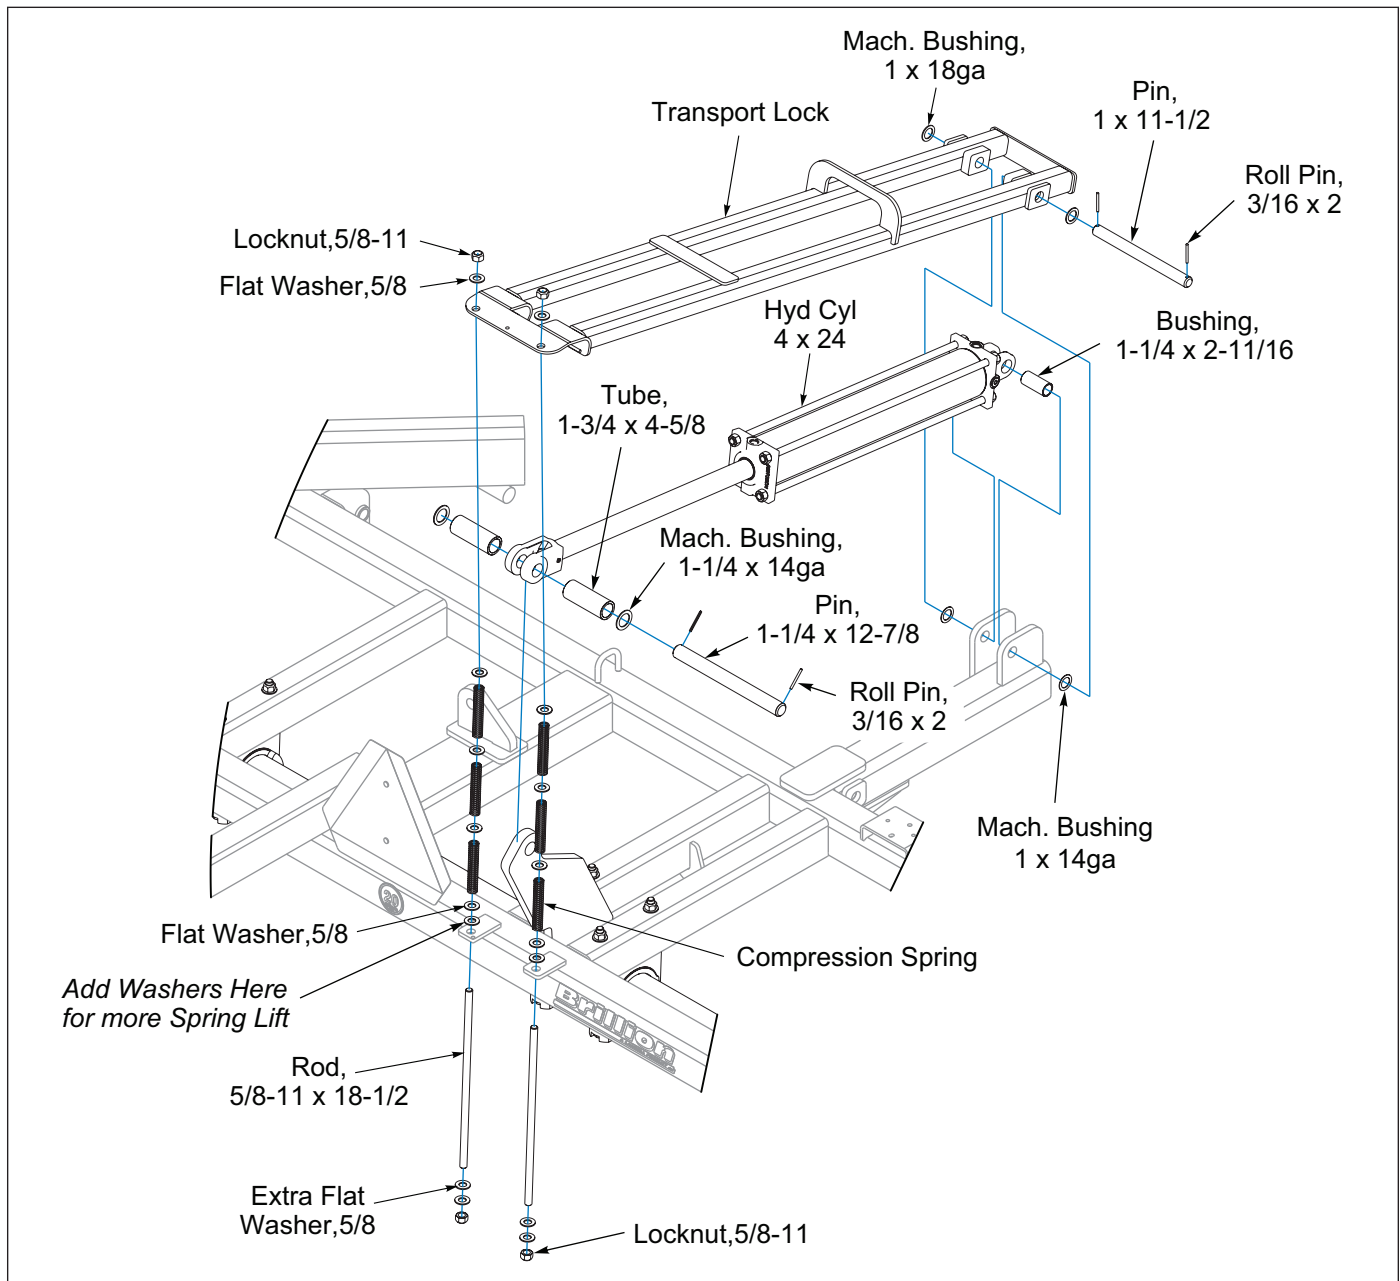 Mach. Bushing,
1 x 18ga
Pin,
1 x 11-1/2
Transport Lock
Roll Pin,
3/16 x 2
Locknut,5/8-11
Flat Washer,5/8
Hyd Cyl
4 x 24
Bushing,
1-1/4 x 2-11/16
Tube,
1-3/4 x 4-5/8
Mach. Bushing,
1-1/4 x 14ga
Pin,
1-1/4 x 12-7/8
Roll Pin,
3/16 x 2
Mach. Bushing
1 x 14ga
20
Flat Washer,5/8
Compression Spring
Add Washers Here
for more Spring Lift
Brillion
Rod,
5/8-11 x 18-1/2
Extra Flat
Washer,5/8
Locknut,5/8-11